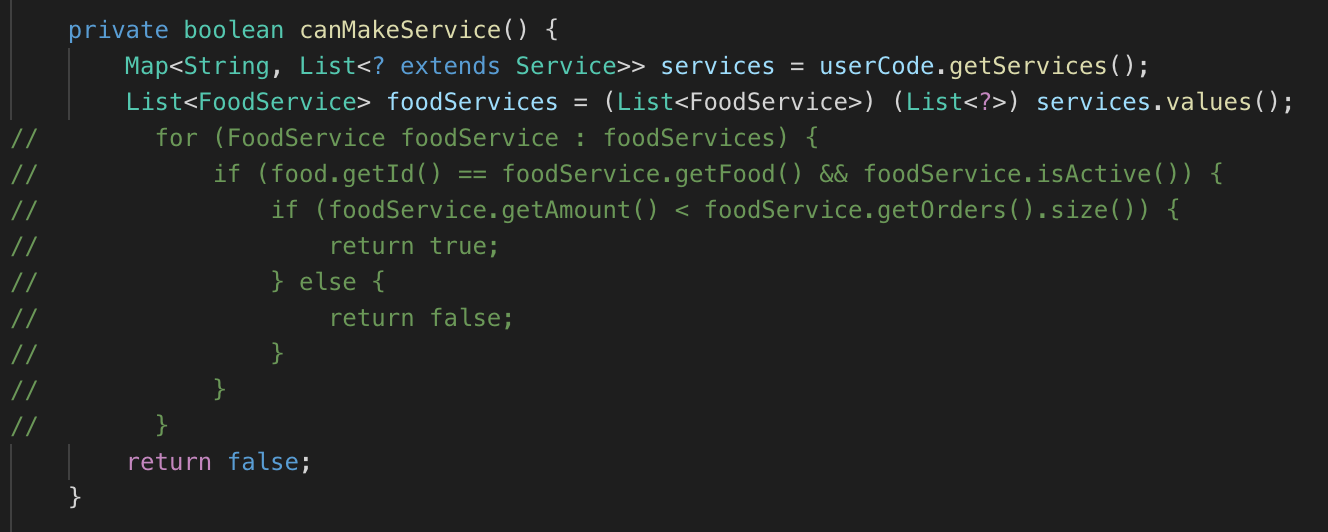 private boolean canMakeService() {
Map<String, List<? extends Service>> services = userCode.getServices();
List<FoodService> foodServices = (List<FoodService>) (List<?>) services.values();
// for (FoodService foodService : foodServices) {
// if (food.getId() == foodService.getFood() && foodService.isActive()) {
// if (foodService.getAmount() < foodService.getOrders().size()) {
// return true;
// } else {
// return false;
// }
// }
// }
return false;
}